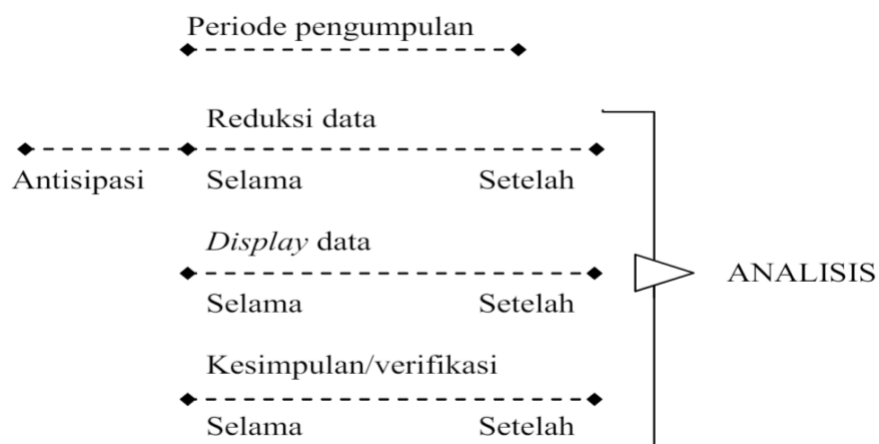 Periode pengumpulan
Reduksi data
Antisipasi Selama Setelah
Display data
Selama Setelah
ANALISIS
Kesimpulan/verifikasi
Selama Setelah